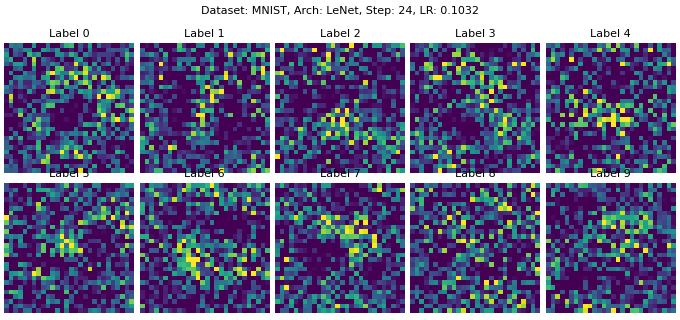 Dataset: MNIST, Arch: LeNet, Step: 24, LR: 0.1032
Label 0 Label 1 Label 2 Label 3 Label 4
Label 5 Label 6 Label 7 Label 8 Label 9